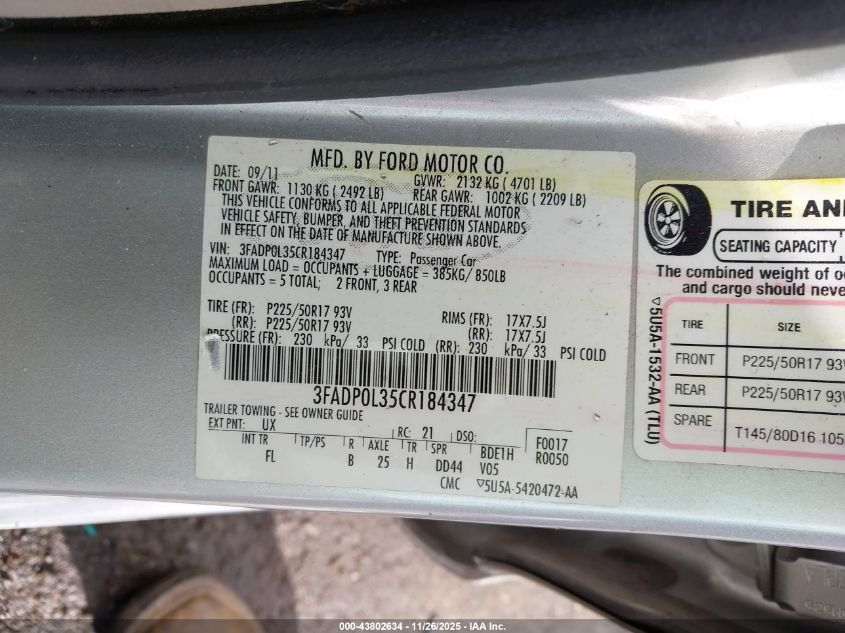 MFD. BY FORD MOTOR CO.
DATE: 09/11
GVWR: 2132 KG ( 4701 LB)
FRONT GAWR: 1130 KG ( 2492 LB)
REAR GAWR: 1002 KG ( 2209 LB)
THIS VEHICLE CONFORMS TO ALL APPLICABLE FEDERAL MOTOR
VEHICLE SAFETY, BUMPER, AND THEFT PREVENTION STANDARDS
IN EFFECT ON THE DATE OF MANUFACTURE SHOWN ABOVE.
VIN: 3FADP0L35CR184347 TYPE: Passenger Car
MAXIMUM LOAD = OCCUPANTS + LUGGAGE = 385KG/ 850LB
OCCUPANTS = 5 TOTAL; 2 FRONT, 3 REAR
TIRE (FR): P225/50R17 93V RIMS (FR): 17X7.5J
(RR): P225/50R17 93V (RR): 17X7.5J
PRESSURE (FR): 230 kPa/ 33 PSI COLD (RR): 230 kPa/ 33 PSI COLD
3FADP0L35CR184347
TRAILER TOWING - SEE OWNER GUIDE
EXT PNT: UX RC: 21 DSO: F0017
INT TR TP/PS R AXLE TR SPR BDE1H R0050
FL B 25 H DD44 V05
CMC ▽5U5A-5420472-AA
TIRE AN
SEATING CAPACITY
The combined weight of
and cargo should neve
▽5U5A-1532-AA (TLU)
TIRE SIZE
FRONT P225/50R17 93V
REAR P225/50R17 93V
SPARE T145/80D16 105
000-43802634 - 11/26/2025 - IAA Inc.